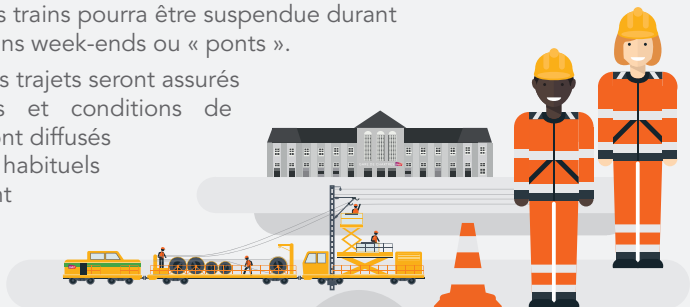 s trains pourra être suspendue durant
ns week-ends ou « ponts ».
s trajets seront assurés
s et conditions de
nt diffusés
habituels
nt